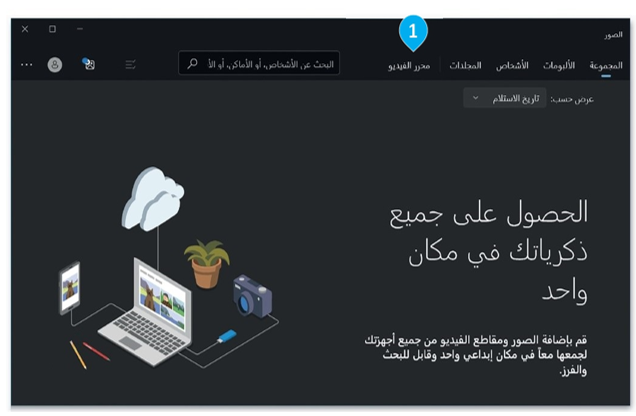 1
الصور
المجموعة الألبومات الأشخاص المجلدات محرر الفيديو البحث عن الأشخاص، أو الأماكن، أو الأ
عرض حسب: تاريخ الاستلام
الحصول على جميع
ذكرياتك في مكان
واحد
قم بإضافة الصور ومقاطع الفيديو من جميع أجهزتك
لجمعها معاً في مكان إبداعي واحد وقابل للبحث
والفرز.